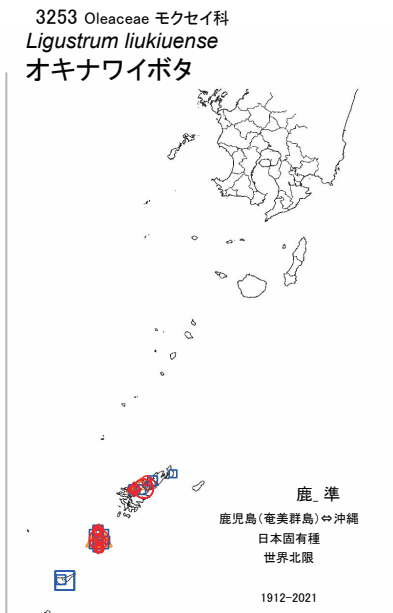 3253 Oleaceae モクセイ科
Ligustrum liukiuense
オキナワイボタ
鹿_ 準
鹿児島(奄美群島)⇔沖縄
日本固有種
世界北限
1912-2021